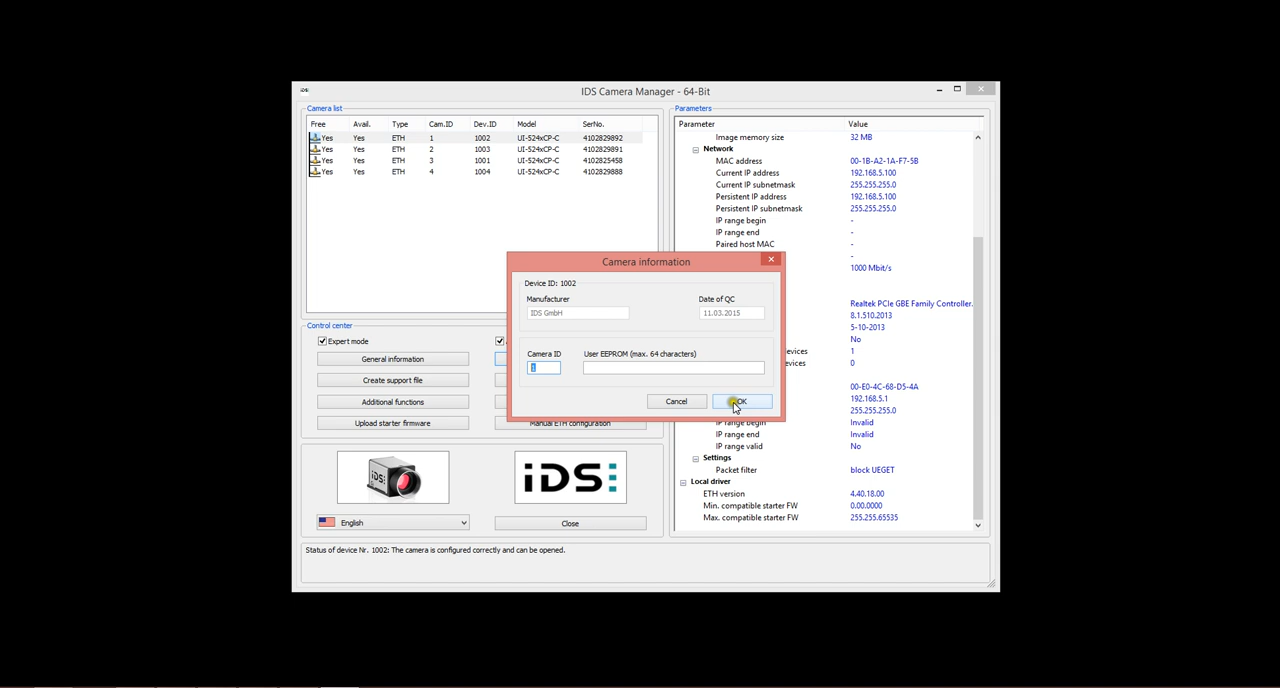 IDS Camera Manager - 64-Bit
Camera list
Free Avail. Type Cam.ID Dev.ID Model SerNo.
Yes Yes ETH 1 1002 UI-524xCP-C 4102829892
Yes Yes ETH 2 1003 UI-524xCP-C 4102829891
Yes Yes ETH 3 1001 UI-524xCP-C 4102825458
Yes Yes ETH 4 1004 UI-524xCP-C 4102829888
Control center
Expert mode
General information
Create support file
Additional functions
Upload starter firmware
Manual ETH configuration
iDS:
iDS:
English
Close
Parameters
Parameter Value
Image memory size 32 MB
Network
MAC address 00-1B-A2-1A-F7-5B
Current IP address 192.168.5.100
Current IP subnetmask 255.255.255.0
Persistent IP address 192.168.5.100
Persistent IP subnetmask 255.255.255.0
IP range begin -
IP range end -
Paired host MAC -
-
1000 Mbit/s
Realtek PCIe GBE Family Controller.
8.1.510.2013
5-10-2013
No
evices 1
evices 0
00-E0-4C-68-D5-4A
192.168.5.1
255.255.255.0
IP range begin Invalid
IP range end Invalid
IP range valid No
Settings
Packet filter block UEGET
Local driver
ETH version 4.40.18.00
Min. compatible starter FW 0.00.0000
Max. compatible starter FW 255.255.65535
Camera information
Device ID: 1002
Manufacturer Date of QC
IDS GmbH 11.03.2015
Camera ID User EEPROM (max. 64 characters)
1
Cancel OK
Status of device Nr. 1002: The camera is configured correctly and can be opened.